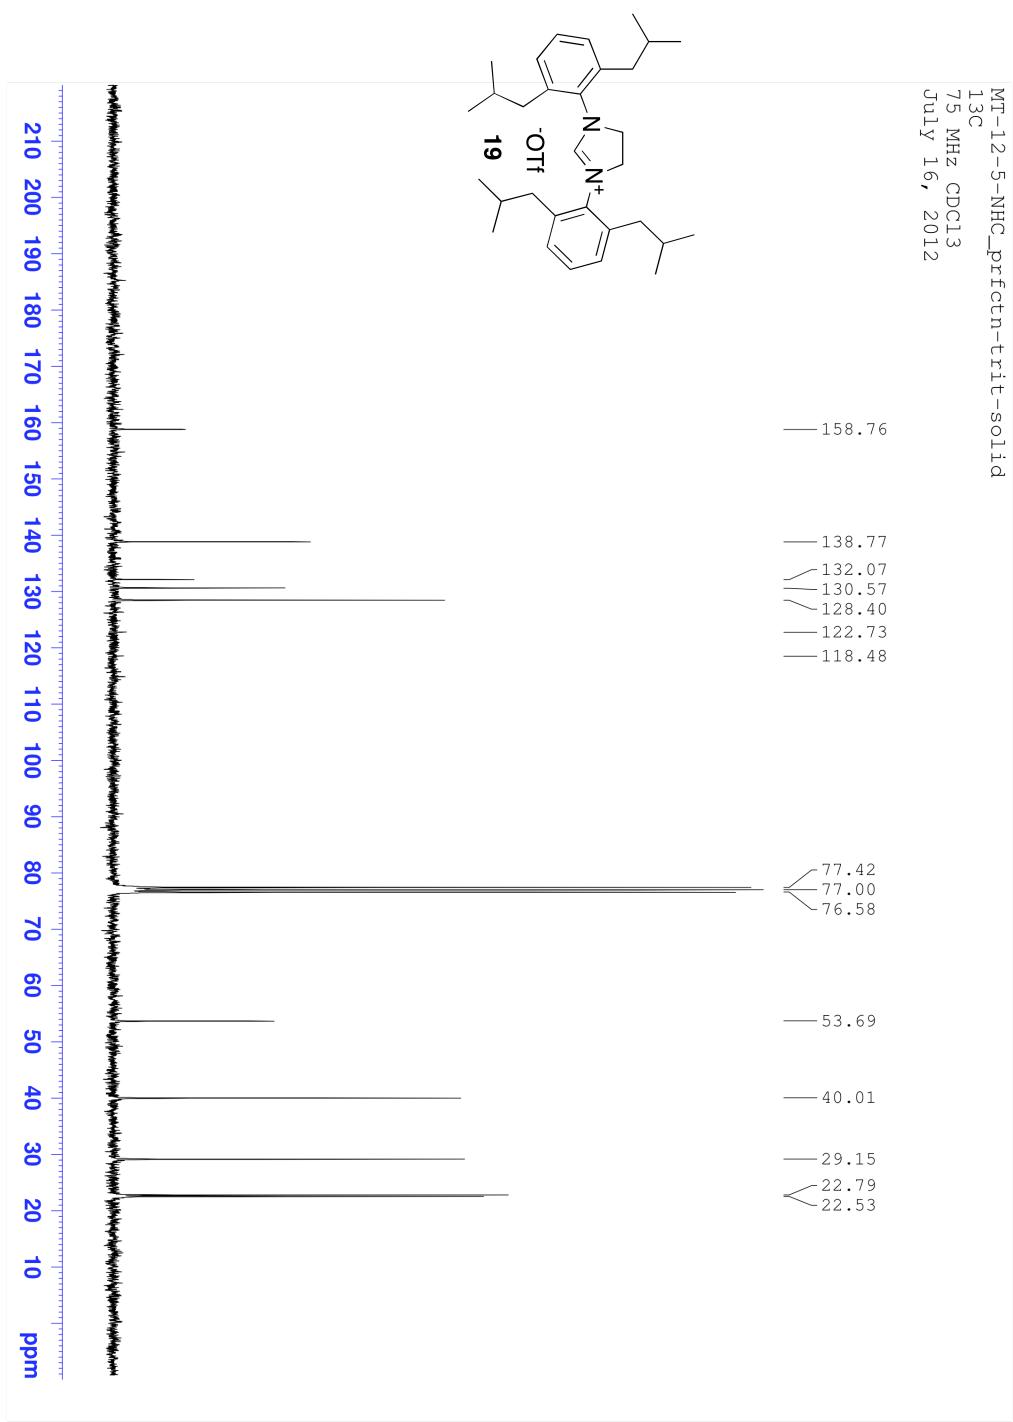 MT-12-5-NHC_prfctn-trit-solid
13C
75 MHz CDCl3
July 16, 2012
N
N+
-OTf
19
158.76
138.77
132.07
130.57
128.40
122.73
118.48
77.42
77.00
76.58
53.69
40.01
29.15
22.79
22.53
210 200 190 180 170 160 150 140 130 120 110 100 90 80 70 60 50 40 30 20 10 ppm